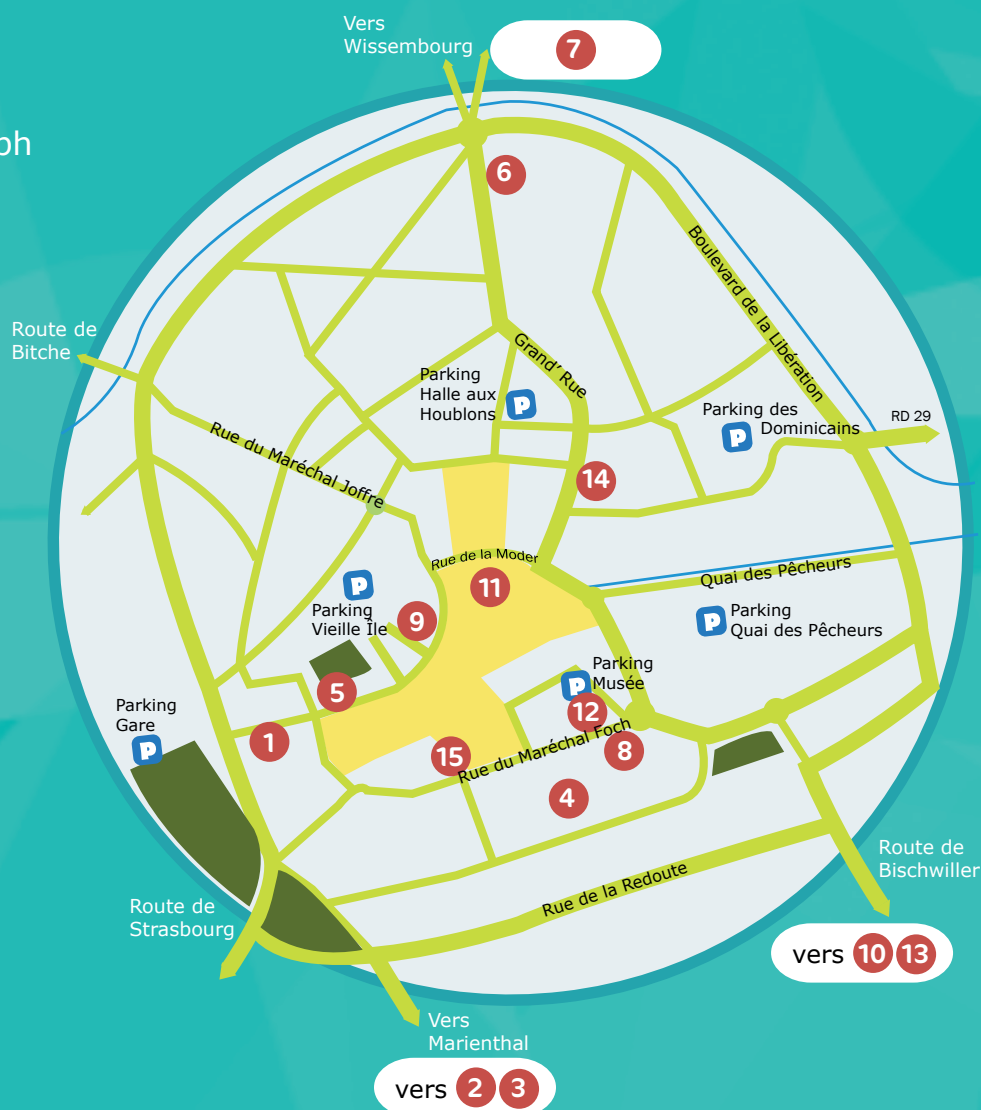 Vers
Wissembourg
7
ph
6
Boulevard de la Libération
Route de
Bitche
Grand' Rue
Parking
Halle aux
Houblons
P
Parking des
Dominicains
P
RD 29
Rue du Maréchal Joffre
14
Rue de la Moder
11
Quai des Pêcheurs
P
Parking
Vieille Île
9
P
Parking
Quai des Pêcheurs
5
Parking
Musée
P
12
Parking
Gare
P
1
15
Rue du Maréchal Foch
8
4
Route de
Bischwiller
Rue de la Redoute
Route de
Strasbourg
vers 10 13
Vers
Marienthal
vers 2 3